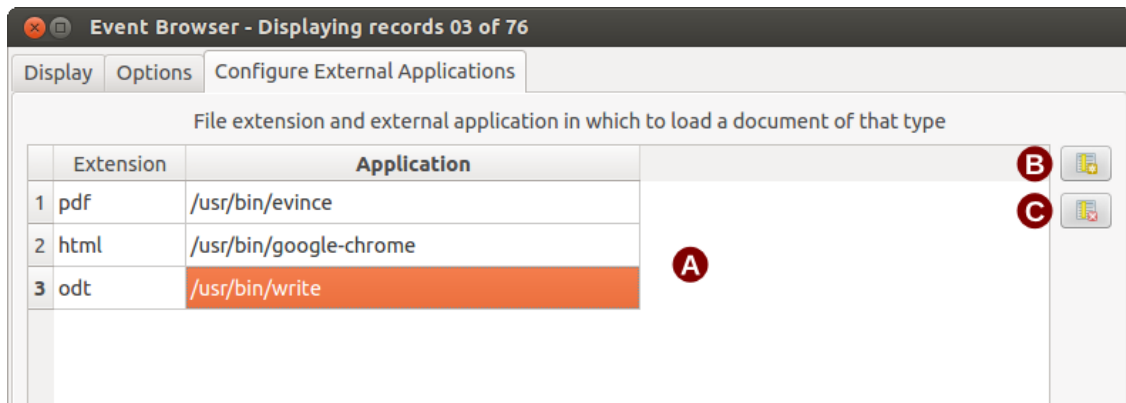 Event Browser - Displaying records 03 of 76
Display Options Configure External Applications
File extension and external application in which to load a document of that type
Extension Application B
1 pdf /usr/bin/evince C
2 html /usr/bin/google-chrome A
3 odt /usr/bin/write